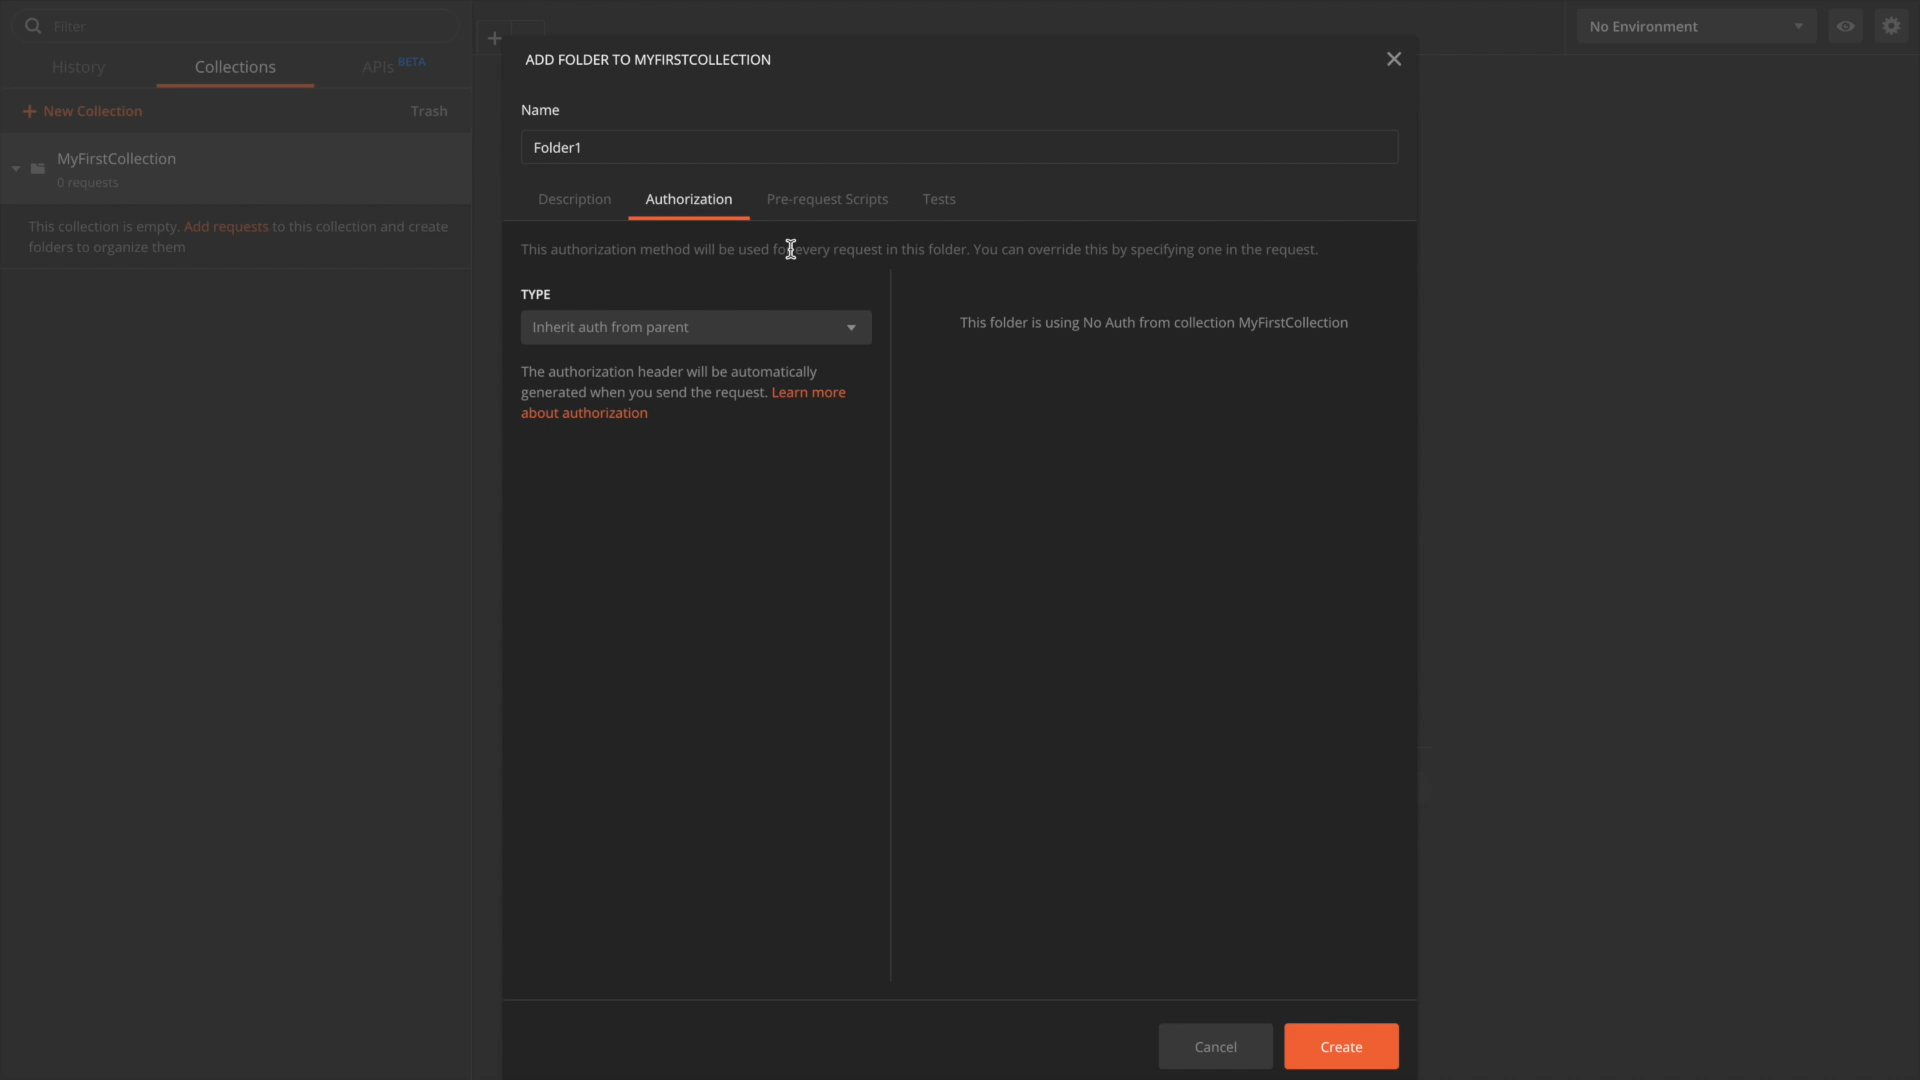 Filter
No Environment
History
Collections
APIs BETA
+ New Collection
Trash
MyFirstCollection
0 requests
This collection is empty. Add requests to this collection and create
folders to organize them
ADD FOLDER TO MYFIRSTCOLLECTION
Name
Folder1
Description
Authorization
Pre-request Scripts
Tests
This authorization method will be used for every request in this folder. You can override this by specifying one in the request.
TYPE
Inherit auth from parent
The authorization header will be automatically
generated when you send the request. Learn more
about authorization
This folder is using No Auth from collection MyFirstCollection
Cancel
Create